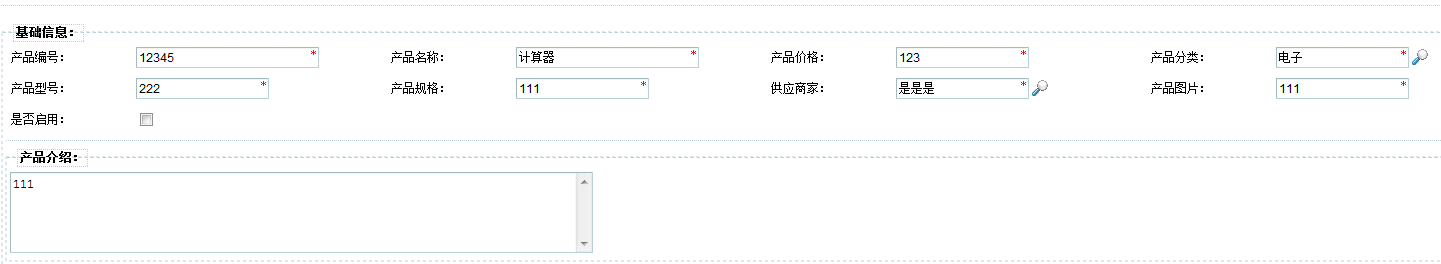 基础信息：
产品编号： 12345 * 产品名称： 计算器 * 产品价格： 123 * 产品分类： 电子 *
产品型号： 222 * 产品规格： 111 * 供应商家： 是是是 * 产品图片： 111 *
是否启用：
产品介绍：
111